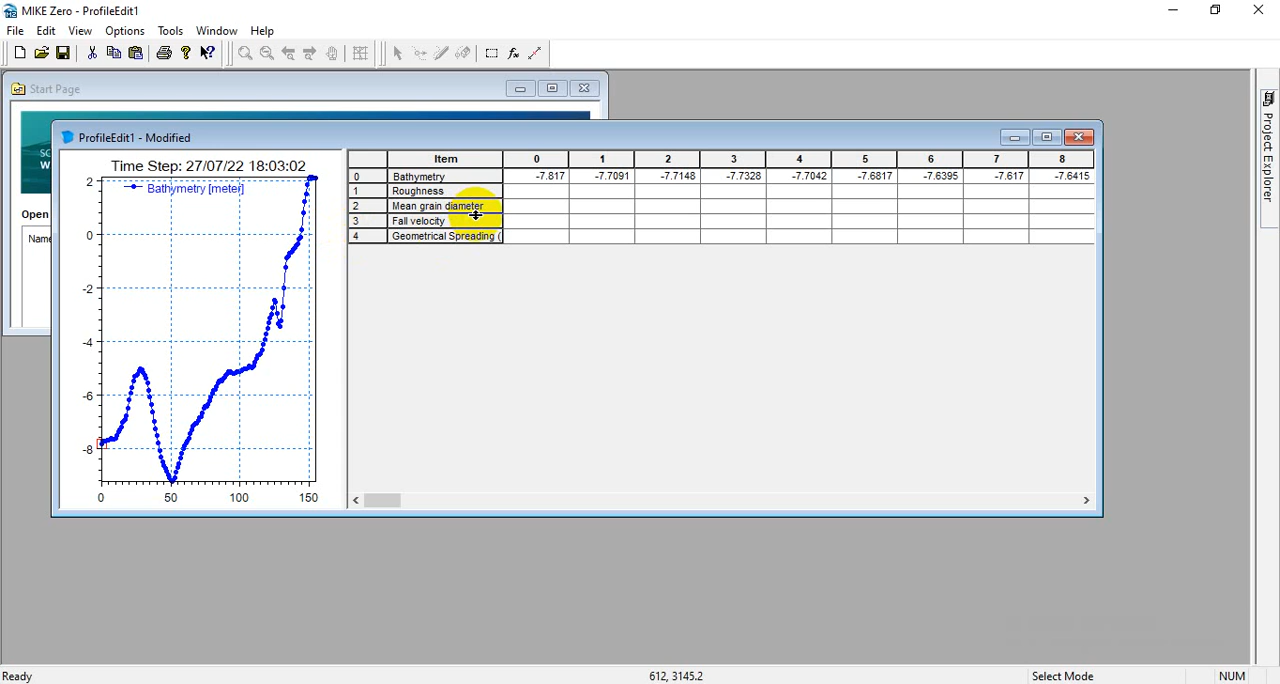 MIKE Zero - ProfileEdit1
File Edit View Options Tools Window Help
Start Page
ProfileEdit1 - Modified
SC
W
Open
Name
Time Step: 27/07/22 18:03:02
Bathymetry [meter]
2
0
-2
-4
-6
-8
0 50 100 150
Item 0 1 2 3 4 5 6 7 8
0 Bathymetry -7.817 -7.7091 -7.7148 -7.7328 -7.7042 -7.6817 -7.6395 -7.617 -7.6415
1 Roughness
2 Mean grain diameter
3 Fall velocity
4 Geometrical Spreading (
Project Explorer
Ready 612, 3145.2 Select Mode NUM